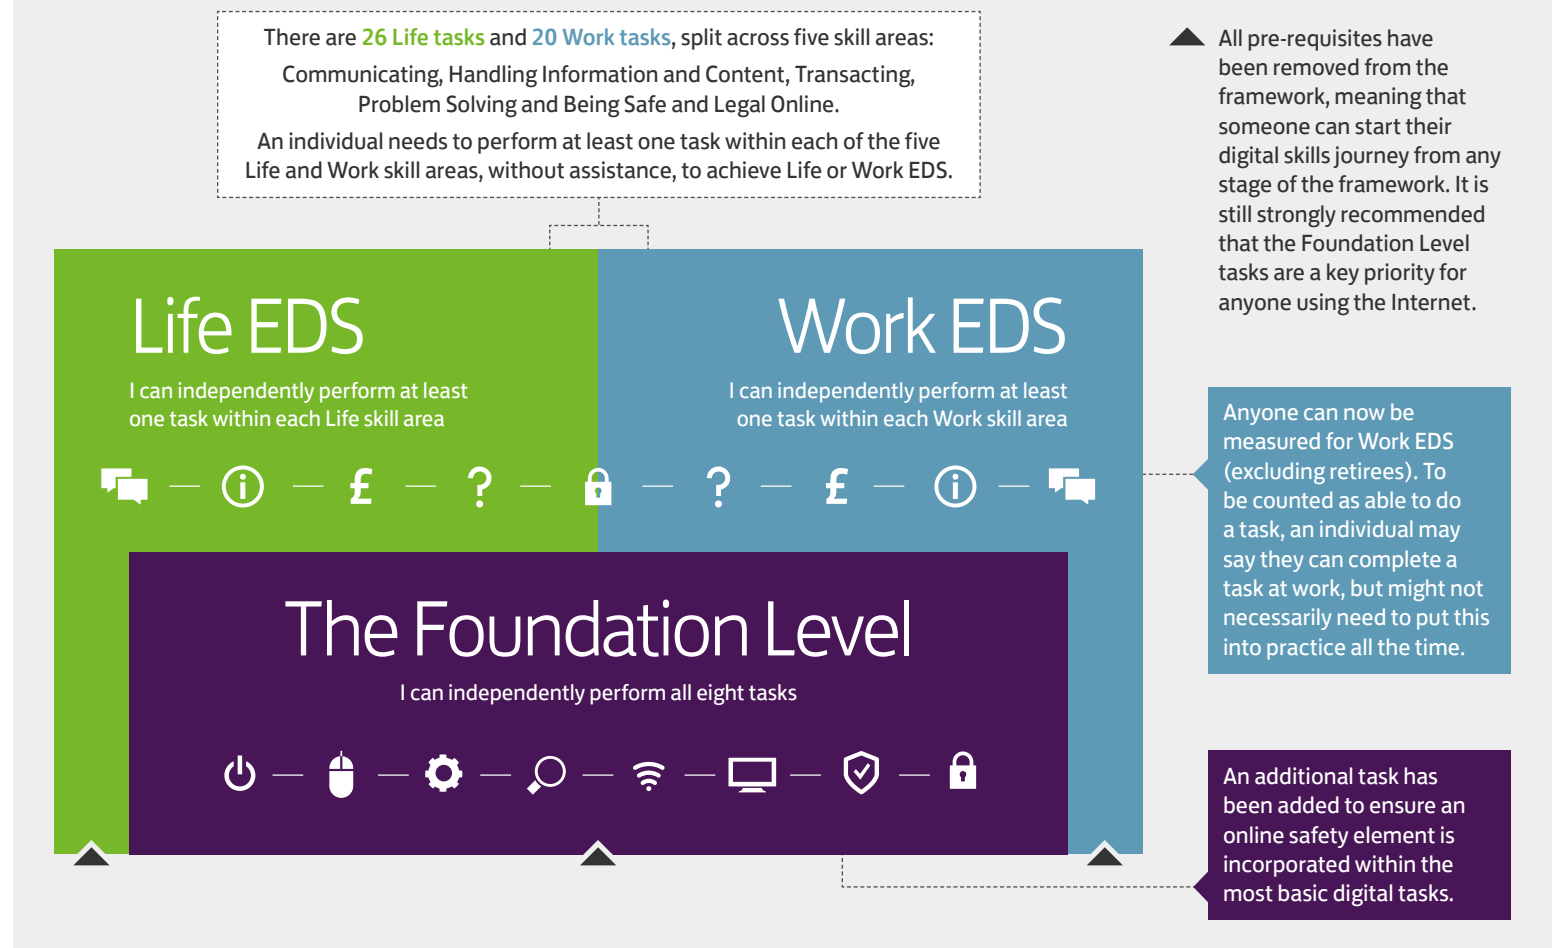 There are 26 Life tasks and 20 Work tasks, split across five skill areas:
Communicating, Handling Information and Content, Transacting,
Problem Solving and Being Safe and Legal Online.
An individual needs to perform at least one task within each of the five
Life and Work skill areas, without assistance, to achieve Life or Work EDS.
All pre-requisites have
been removed from the
framework, meaning that
someone can start their
digital skills journey from any
stage of the framework. It is
still strongly recommended
that the Foundation Level
tasks are a key priority for
anyone using the Internet.
Life EDS
I can independently perform at least
one task within each Life skill area
Work EDS
I can independently perform at least
one task within each Work skill area
£ ? ? £
Anyone can now be
measured for Work EDS
(excluding retirees). To
be counted as able to do
a task, an individual may
say they can complete a
task at work, but might not
necessarily need to put this
into practice all the time.
The Foundation Level
I can independently perform all eight tasks
An additional task has
been added to ensure an
online safety element is
incorporated within the
most basic digital tasks.